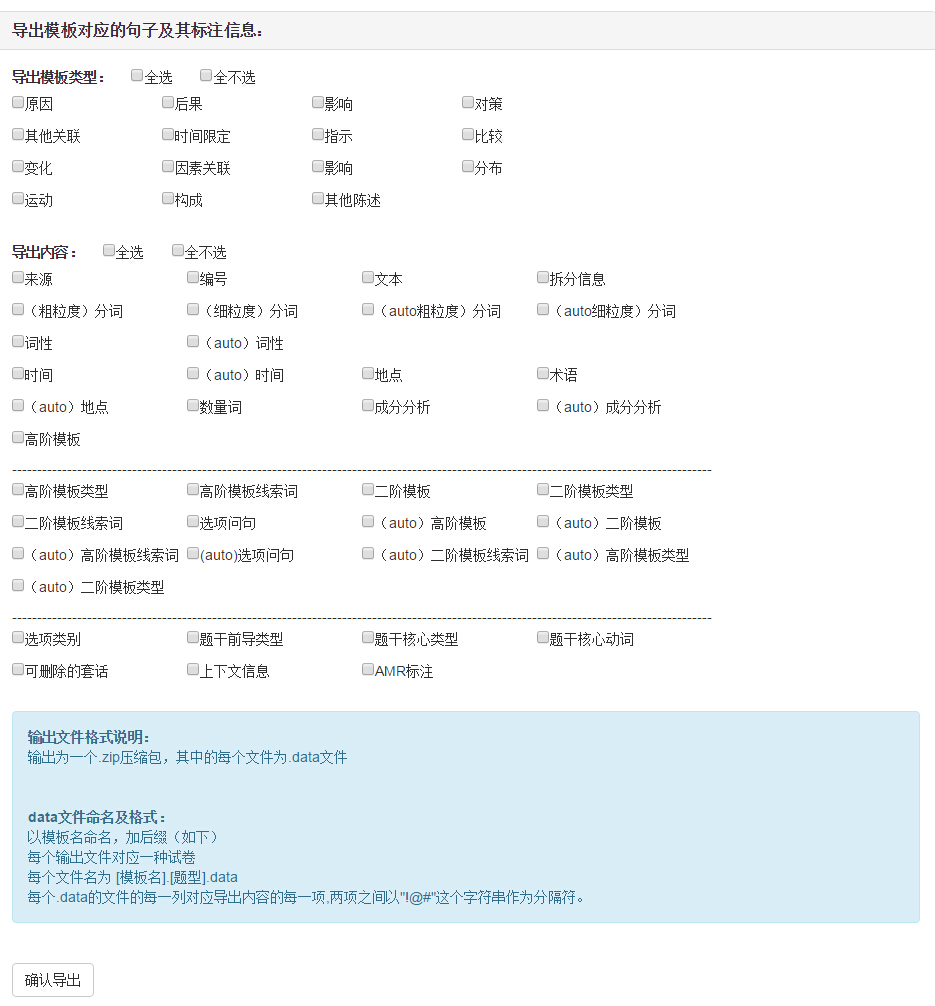 导出模板对应的句子及其标注信息：
导出模板类型： 全选 全不选
原因 后果 影响 对策
其他关联 时间限定 指示 比较
变化 因素关联 影响 分布
运动 构成 其他陈述
导出内容： 全选 全不选
来源 编号 文本 拆分信息
（粗粒度）分词 （细粒度）分词 （auto粗粒度）分词 （auto细粒度）分词
词性 （auto）词性
时间 （auto）时间 地点 术语
（auto）地点 数量词 成分分析 （auto）成分分析
高阶模板
高阶模板类型 高阶模板线索词 二阶模板 二阶模板类型
二阶模板线索词 选项问句 （auto）高阶模板 （auto）二阶模板
（auto）高阶模板线索词 (auto)选项问句 （auto）二阶模板线索词 （auto）高阶模板类型
（auto）二阶模板类型
选项类别 题干前导类型 题干核心类型 题干核心动词
可删除的套话 上下文信息 AMR标注
输出文件格式说明：
输出为一个.zip压缩包，其中的每个文件为.data文件
data文件命名及格式：
以模板名命名，加后缀（如下）
每个输出文件对应一种试卷
每个文件名为 [模板名].[题型].data
每个.data的文件的每一列对应导出内容的每一项,两项之间以"!@#"这个字符串作为分隔符。
确认导出